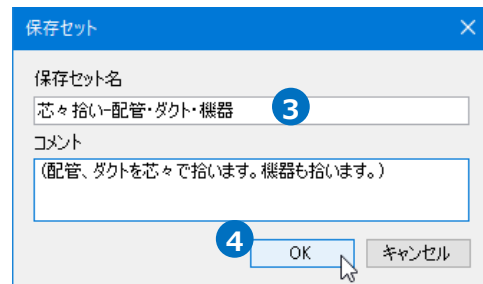 保存セット
保存セット名
芯々拾い-配管・ダクト・機器
3
コメント
(配管、ダクトを芯々で拾います。機器も拾います。)
4
OK
キャンセル